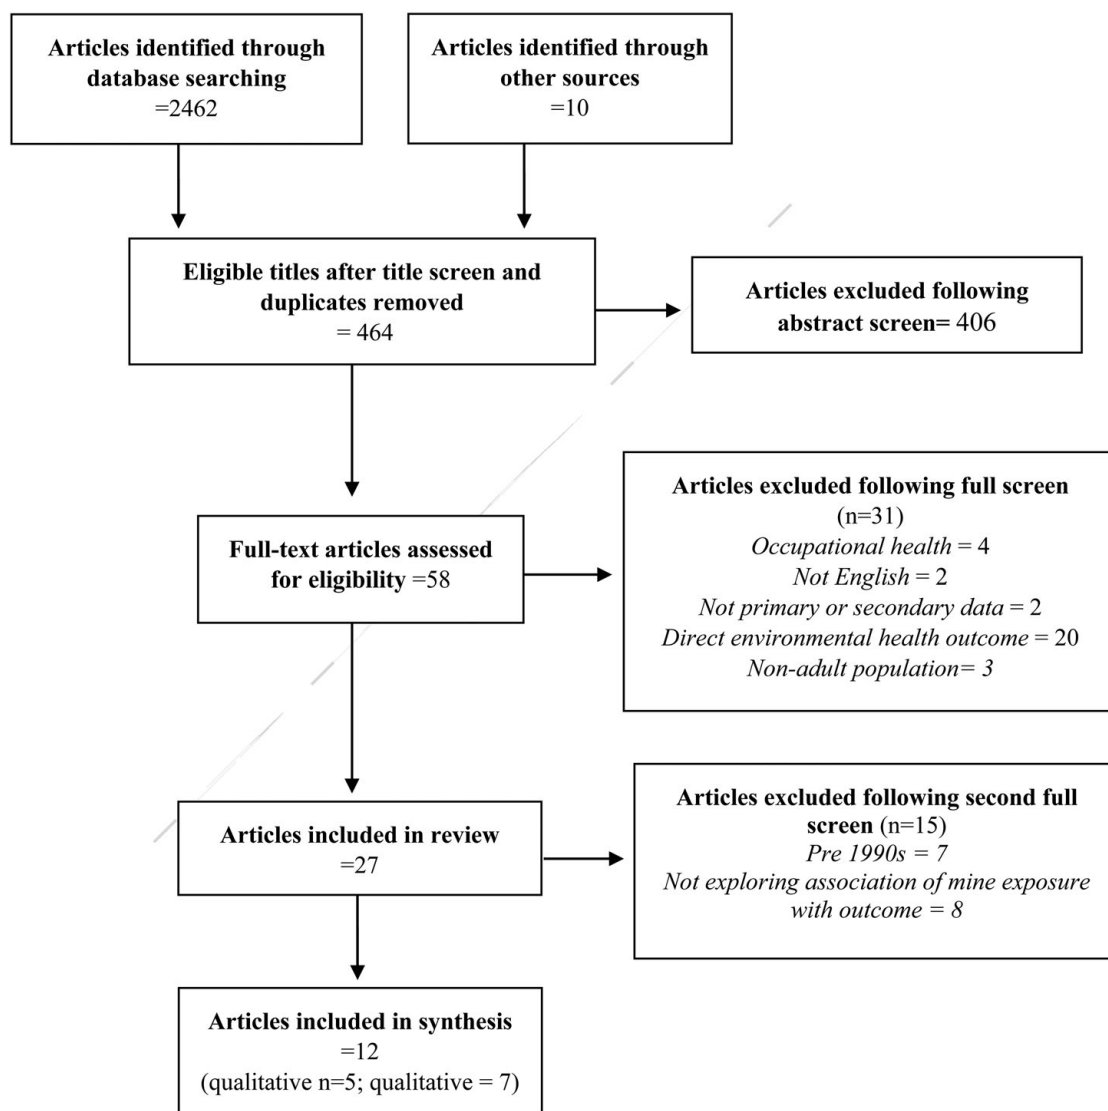 Articles identified through
database searching
=2462
Articles identified through
other sources
=10
Eligible titles after title screen and
duplicates removed
= 464
Articles excluded following
abstract screen= 406
Full-text articles assessed
for eligibility =58
Articles excluded following full screen
(n=31)
Occupational health = 4
Not English = 2
Not primary or secondary data = 2
Direct environmental health outcome = 20
Non-adult population= 3
Articles included in review
=27
Articles excluded following second full
screen (n=15)
Pre 1990s = 7
Not exploring association of mine exposure
with outcome = 8
Articles included in synthesis
=12
(qualitative n=5; qualitative = 7)